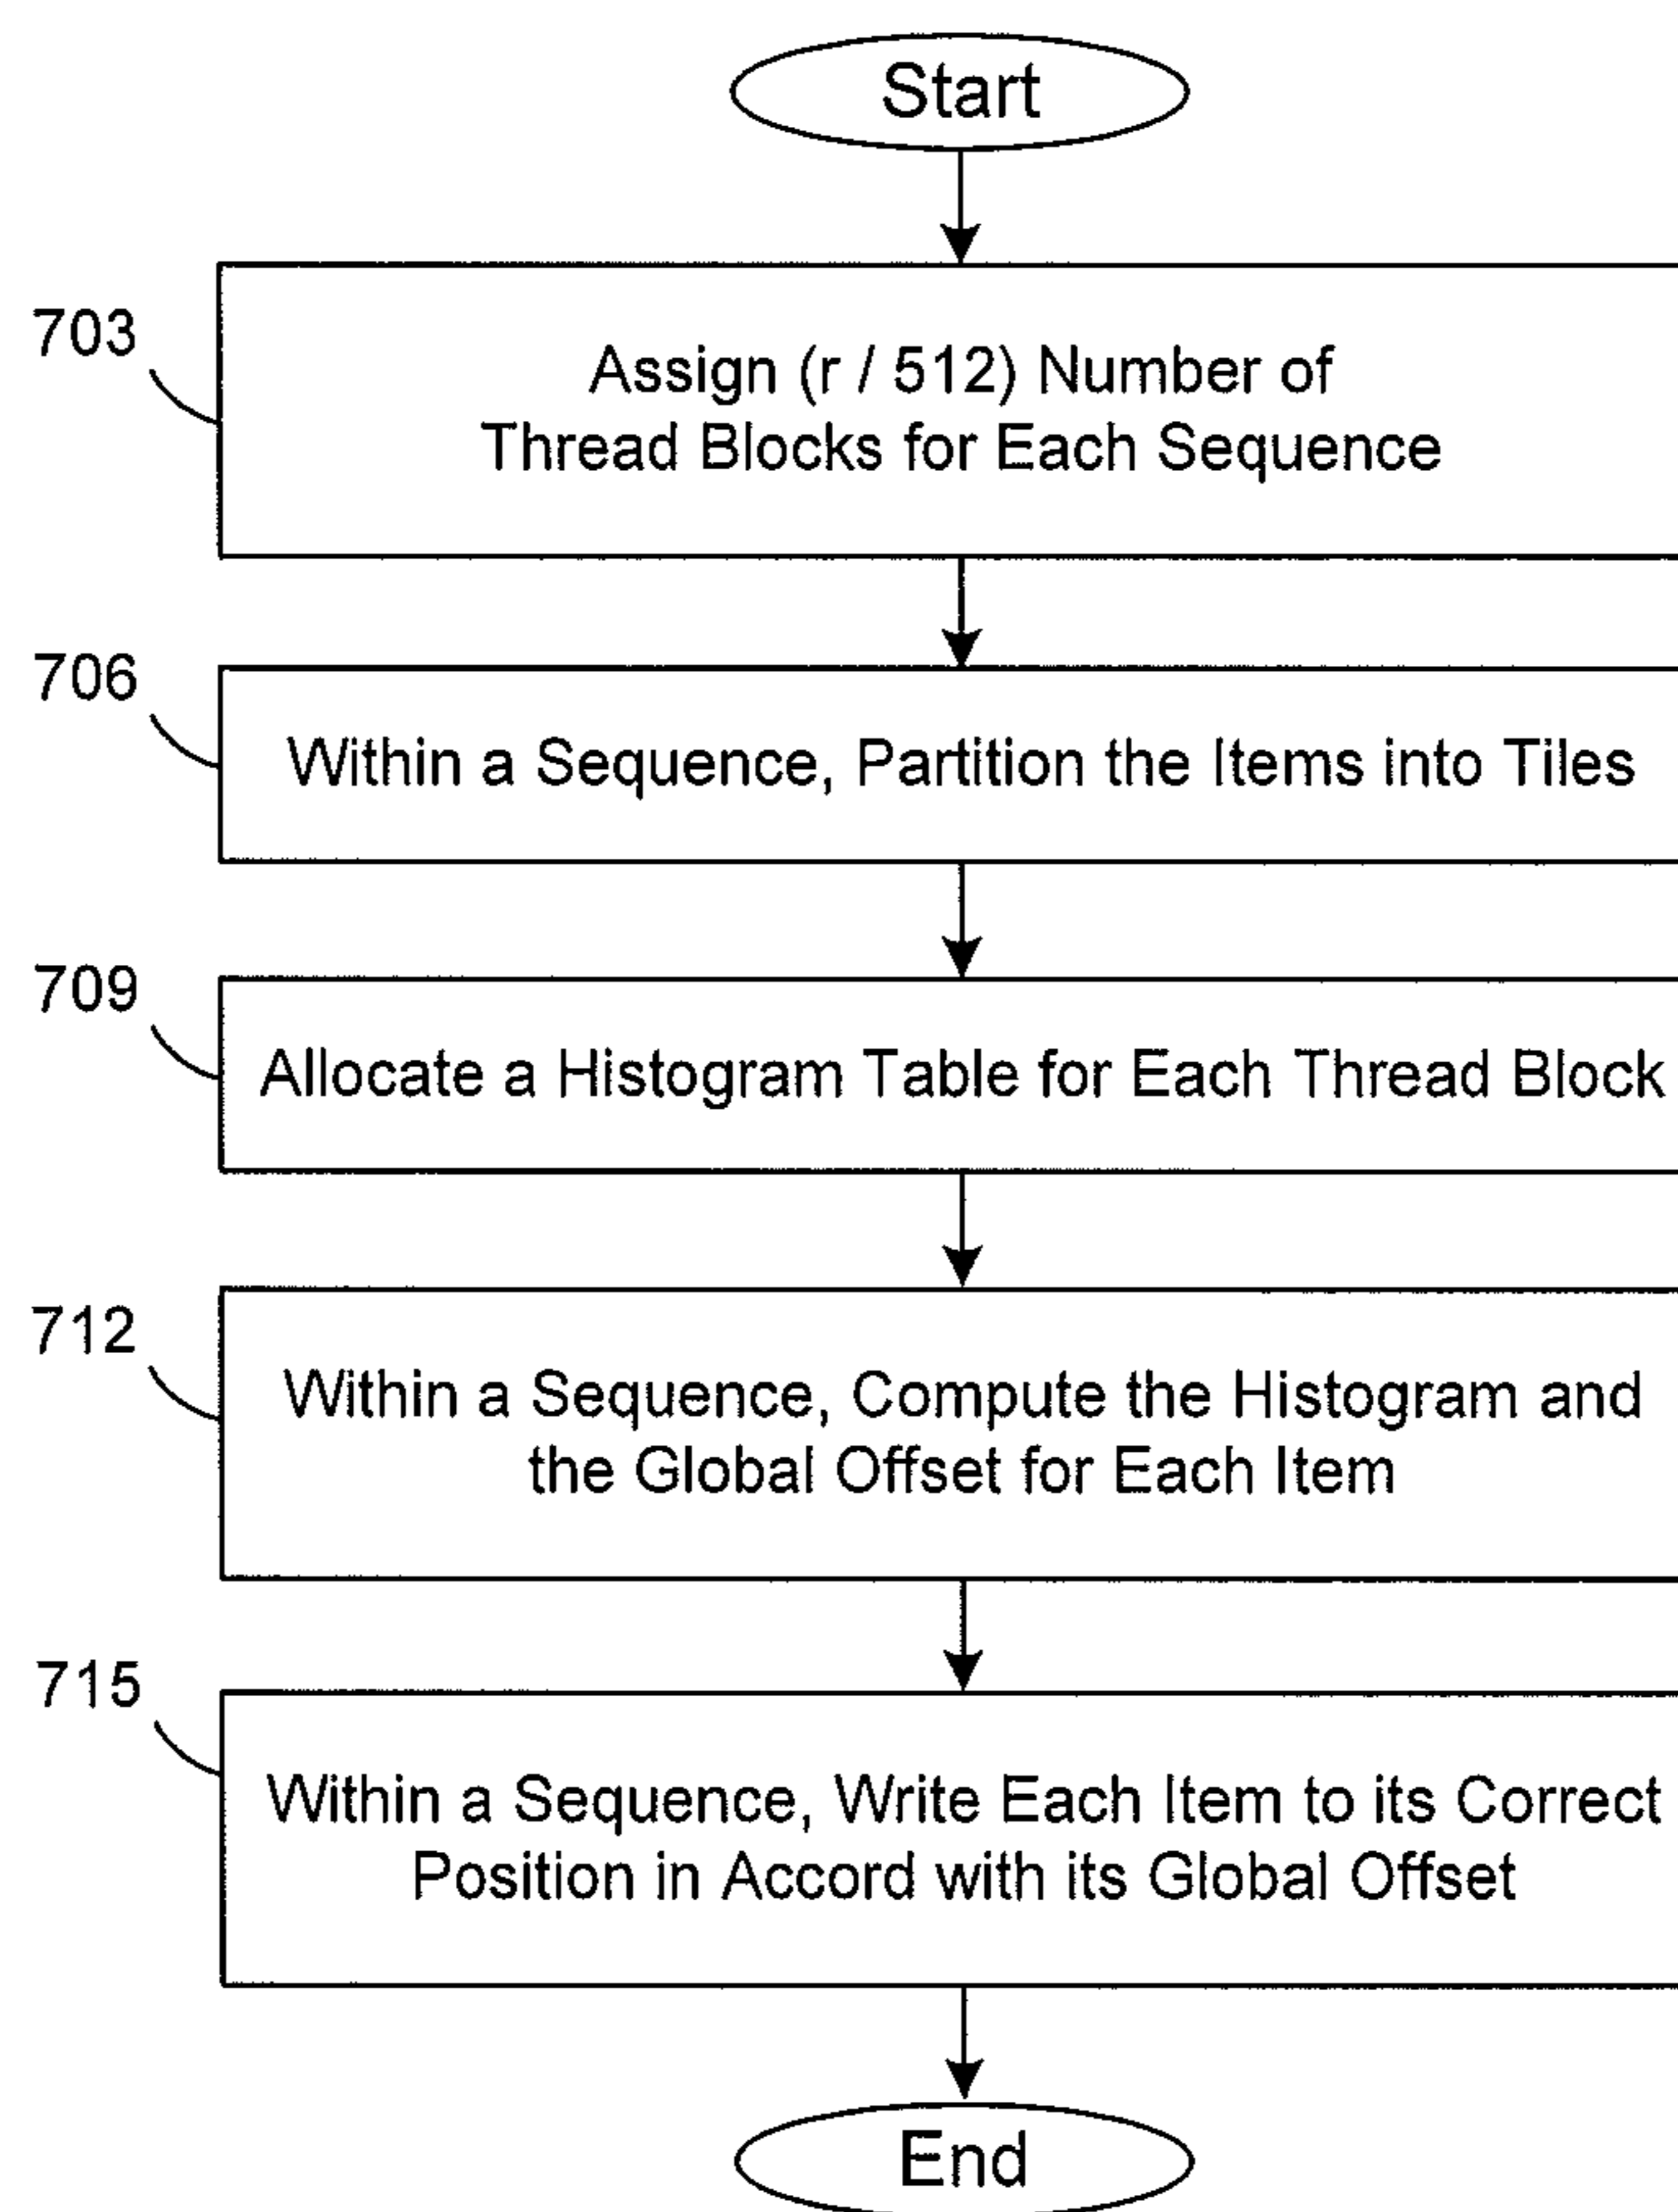 Start
703
Assign (r / 512) Number of
Thread Blocks for Each Sequence
706
Within a Sequence, Partition the Items into Tiles
709
Allocate a Histogram Table for Each Thread Block
712
Within a Sequence, Compute the Histogram and
the Global Offset for Each Item
715
Within a Sequence, Write Each Item to its Correct
Position in Accord with its Global Offset
End